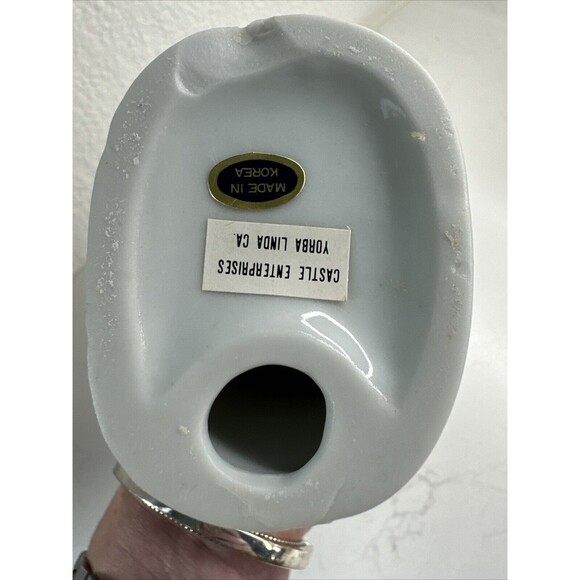 MADE IN
KOREA
CASTLE ENTERPRISES
YORBA LINDA CA.